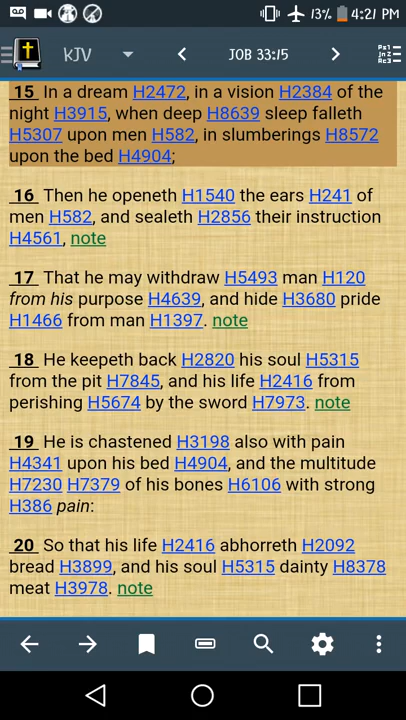 13% 4:21 PM
KJV JOB 33:15
15 In a dream H2472, in a vision H2384 of the
night H3915, when deep H8639 sleep falleth
H5307 upon men H582, in slumberings H8572
upon the bed H4904;
16 Then he openeth H1540 the ears H241 of
men H582, and sealeth H2856 their instruction
H4561, note
17 That he may withdraw H5493 man H120
from his purpose H4639, and hide H3680 pride
H1466 from man H1397. note
18 He keepeth back H2820 his soul H5315
from the pit H7845, and his life H2416 from
perishing H5674 by the sword H7973. note
19 He is chastened H3198 also with pain
H4341 upon his bed H4904, and the multitude
H7230 H7379 of his bones H6106 with strong
H386 pain:
20 So that his life H2416 abhorreth H2092
bread H3899, and his soul H5315 dainty H8378
meat H3978. note